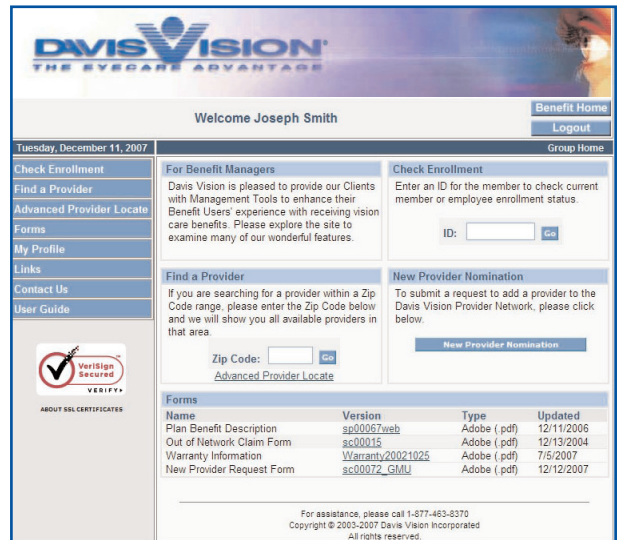 DAVIS VISION
THE EYECARE ADVANTAGE
Welcome Joseph Smith
Benefit Home
Logout
Tuesday, December 11, 2007
Group Home
Check Enrollment
Find a Provider
Advanced Provider Locate
Forms
My Profile
Links
Contact Us
User Guide
VeriSign
Secured
VERIFY
ABOUT SSL CERTIFICATES
For Benefit Managers
Davis Vision is pleased to provide our Clients
with Management Tools to enhance their
Benefit Users' experience with receiving vision
care benefits. Please explore the site to
examine many of our wonderful features.
Check Enrollment
Enter an ID for the member to check current
member or employee enrollment status.
ID: Go
Find a Provider
If you are searching for a provider within a Zip
Code range, please enter the Zip Code below
and we will show you all available providers in
that area.
Zip Code: Go
Advanced Provider Locate
New Provider Nomination
To submit a request to add a provider to the
Davis Vision Provider Network, please click
below.
New Provider Nomination
Forms
Name Version Type Updated
Plan Benefit Description sp00067web Adobe (.pdf) 12/11/2006
Out of Network Claim Form sc00015 Adobe (.pdf) 12/13/2004
Warranty Information Warranty20021025 Adobe (.pdf) 7/5/2007
New Provider Request Form sc00072_GMU Adobe (.pdf) 12/12/2007
For assistance, please call 1-877-463-8370
Copyright © 2003-2007 Davis Vision Incorporated
All rights reserved.